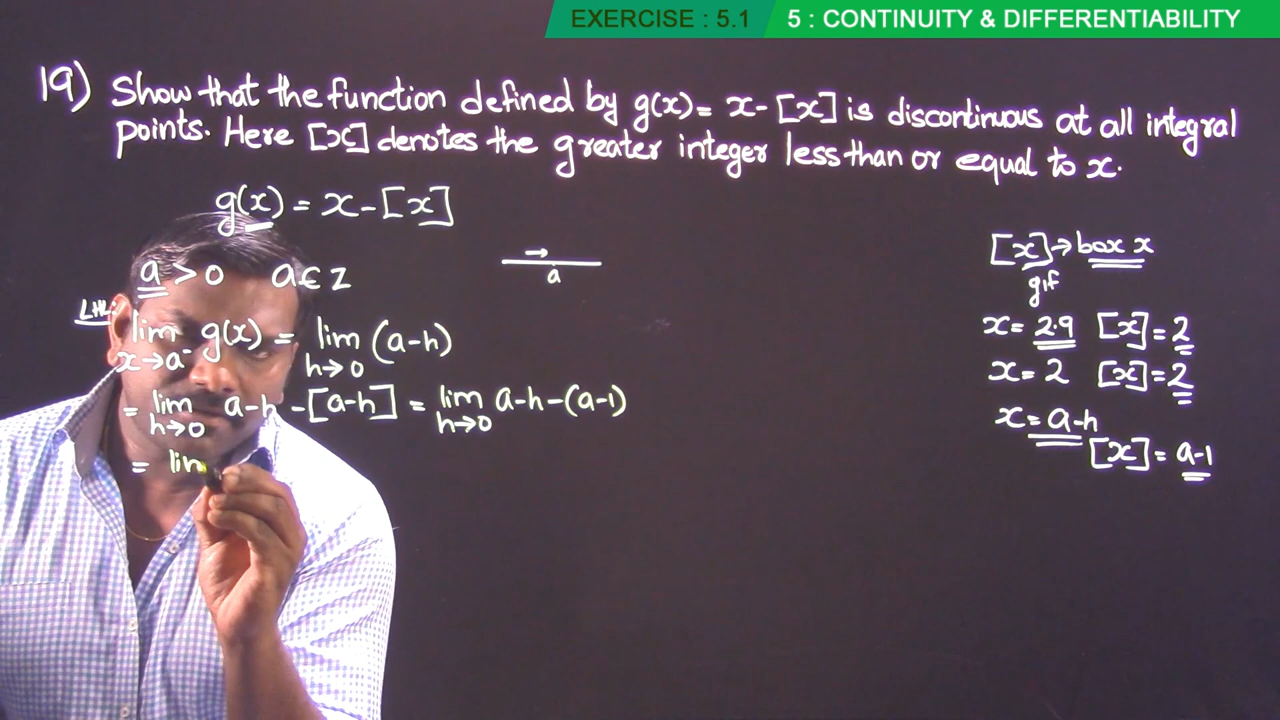 EXERCISE : 5.1 5 : CONTINUITY & DIFFERENTIABILITY
19) Show that the function defined by g(x) = x - [x] is discontinuous at all integral
points. Here [x] denotes the greater integer less than or equal to x.
g(x) = x - [x]
a > 0 a ∈ Z
a
LHL:
lim g(x) = lim (a-h)
x→a⁻ h→0
= lim a-h - [a-h] = lim a-h-(a-1)
h→0 h→0
= lim
[x] → box x
gif
x = 2.9 [x] = 2
x = 2 [x] = 2
x = a-h
[x] = a-1